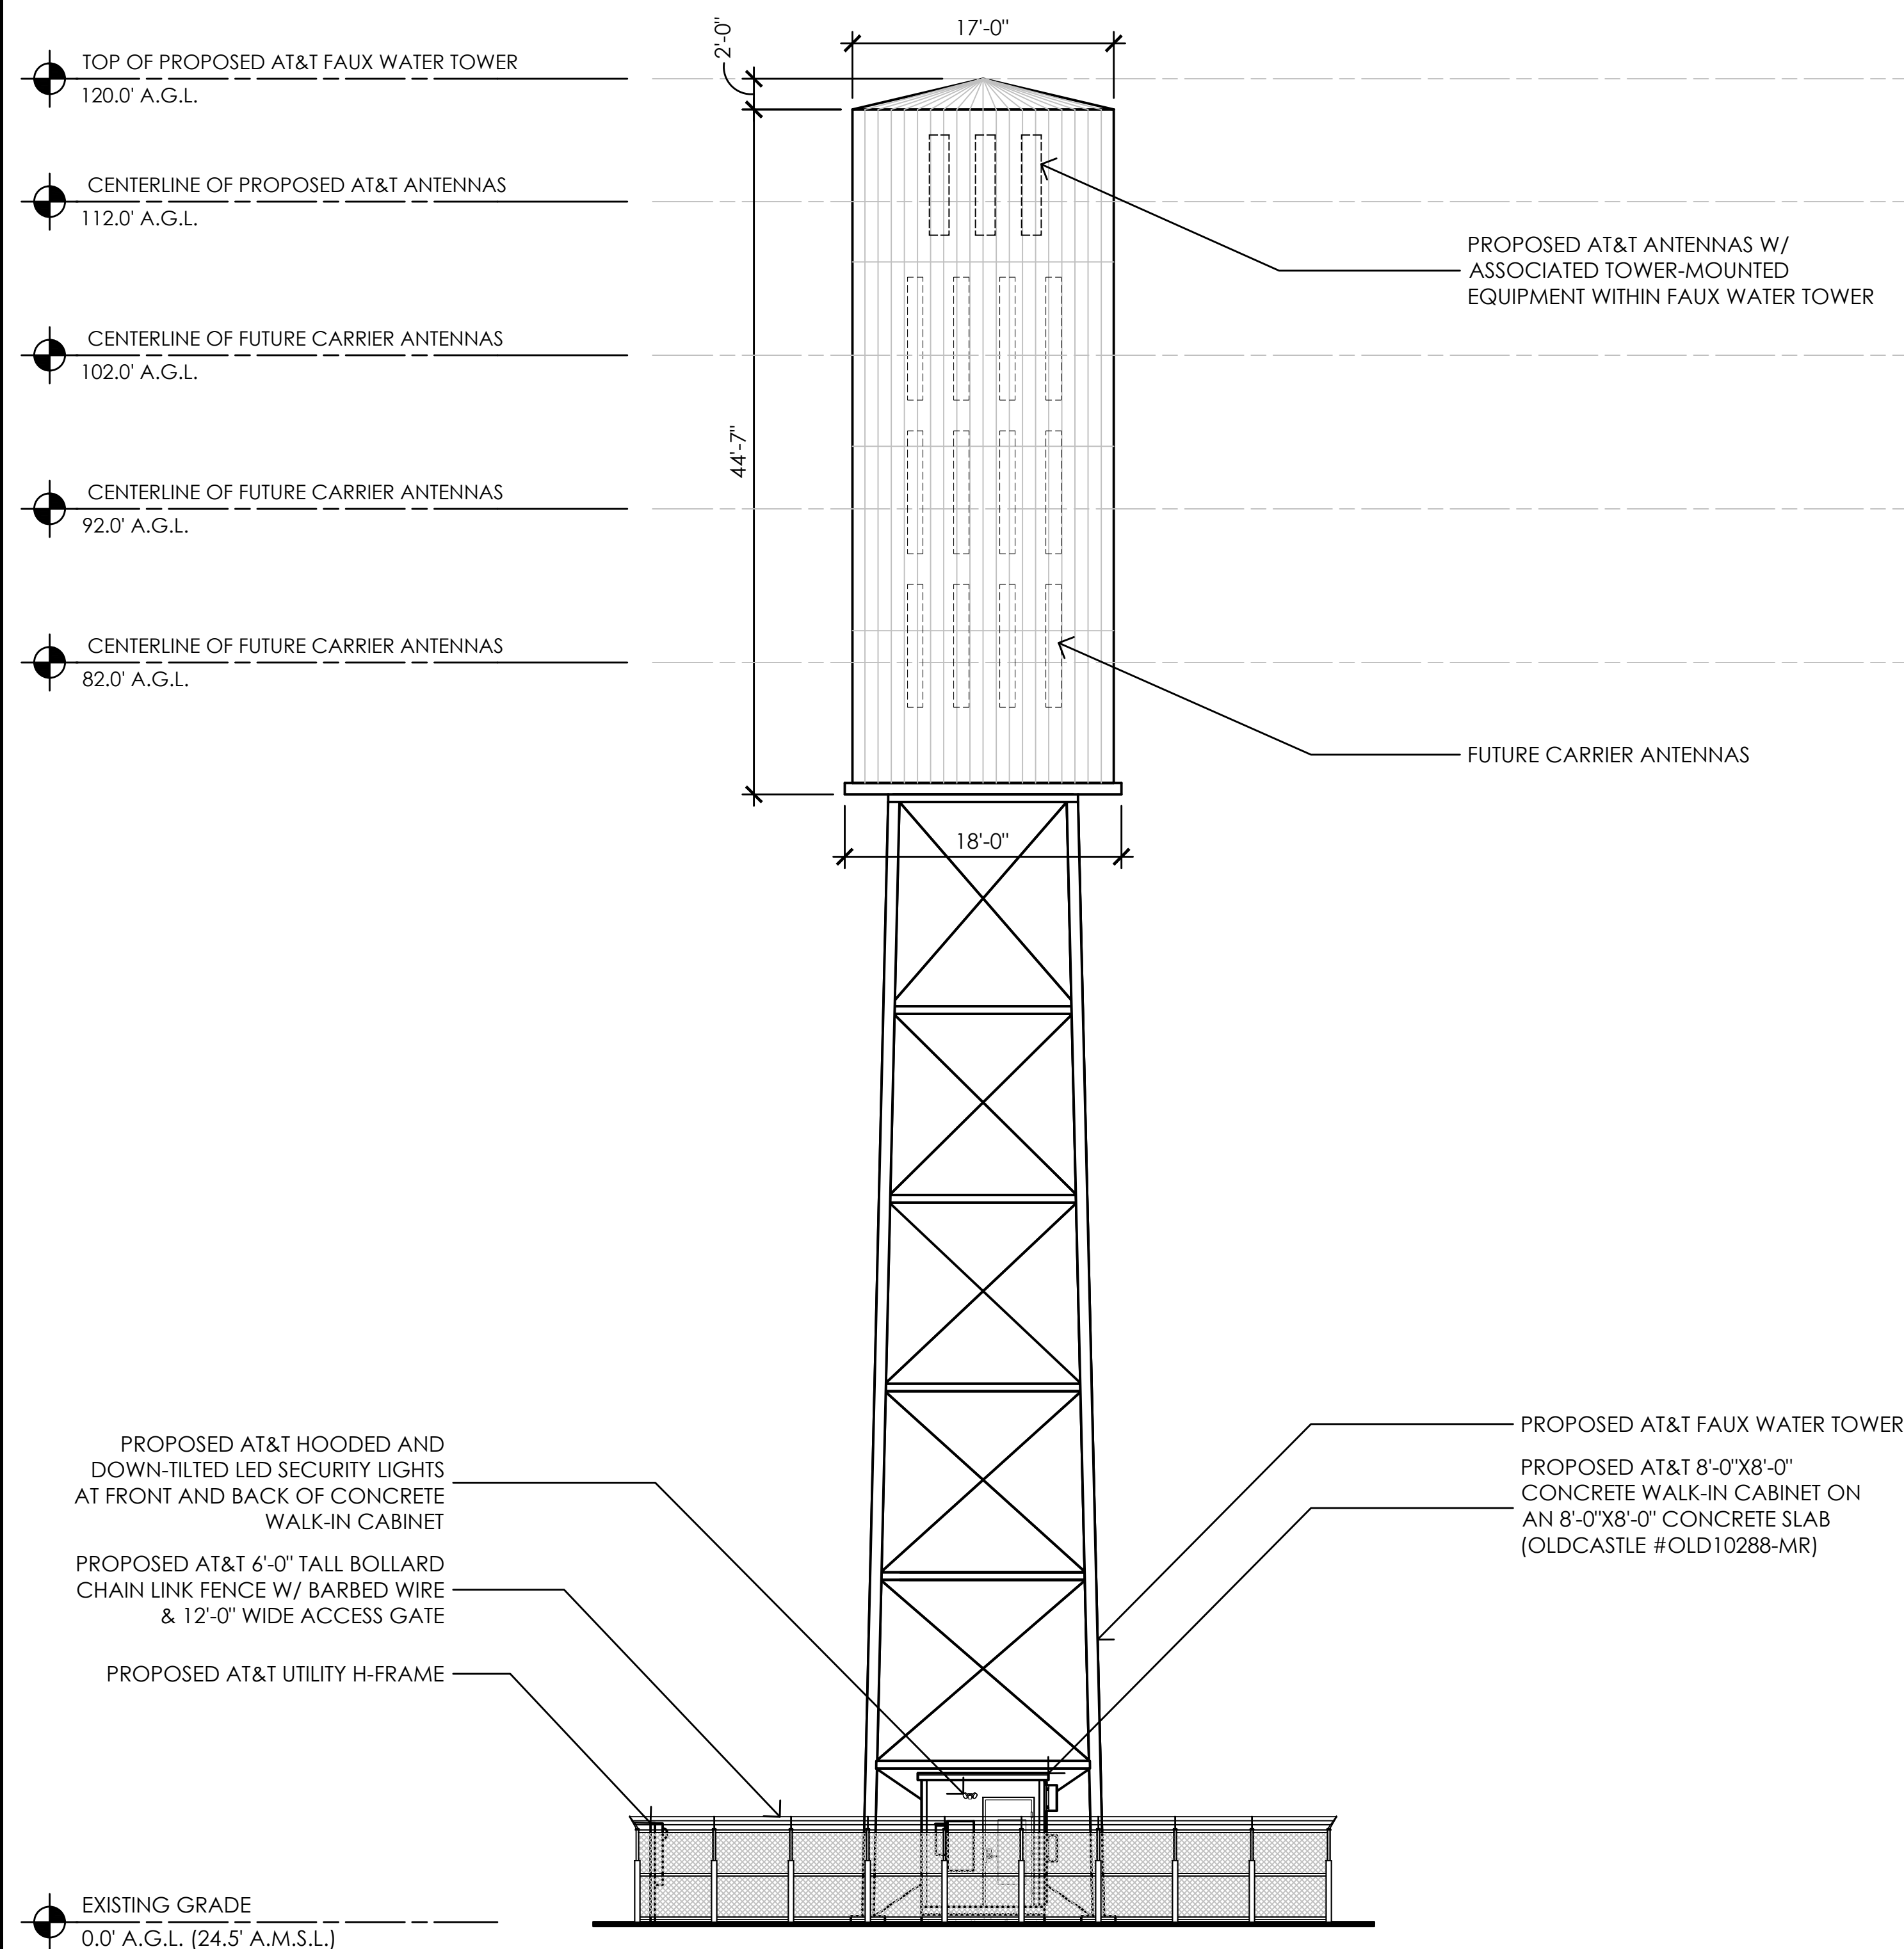 2'-0"
17'-0"
TOP OF PROPOSED AT&T FAUX WATER TOWER
120.0' A.G.L.
CENTERLINE OF PROPOSED AT&T ANTENNAS
112.0' A.G.L.
PROPOSED AT&T ANTENNAS W/
ASSOCIATED TOWER-MOUNTED
EQUIPMENT WITHIN FAUX WATER TOWER
CENTERLINE OF FUTURE CARRIER ANTENNAS
102.0' A.G.L.
44'-7"
CENTERLINE OF FUTURE CARRIER ANTENNAS
92.0' A.G.L.
CENTERLINE OF FUTURE CARRIER ANTENNAS
82.0' A.G.L.
FUTURE CARRIER ANTENNAS
18'-0"
PROPOSED AT&T FAUX WATER TOWER
PROPOSED AT&T 8'-0"X8'-0"
CONCRETE WALK-IN CABINET ON
AN 8'-0"X8'-0" CONCRETE SLAB
(OLDCASTLE #OLD10288-MR)
PROPOSED AT&T HOODED AND
DOWN-TILTED LED SECURITY LIGHTS
AT FRONT AND BACK OF CONCRETE
WALK-IN CABINET
PROPOSED AT&T 6'-0" TALL BOLLARD
CHAIN LINK FENCE W/ BARBED WIRE
& 12'-0" WIDE ACCESS GATE
PROPOSED AT&T UTILITY H-FRAME
EXISTING GRADE
0.0' A.G.L. (24.5' A.M.S.L.)